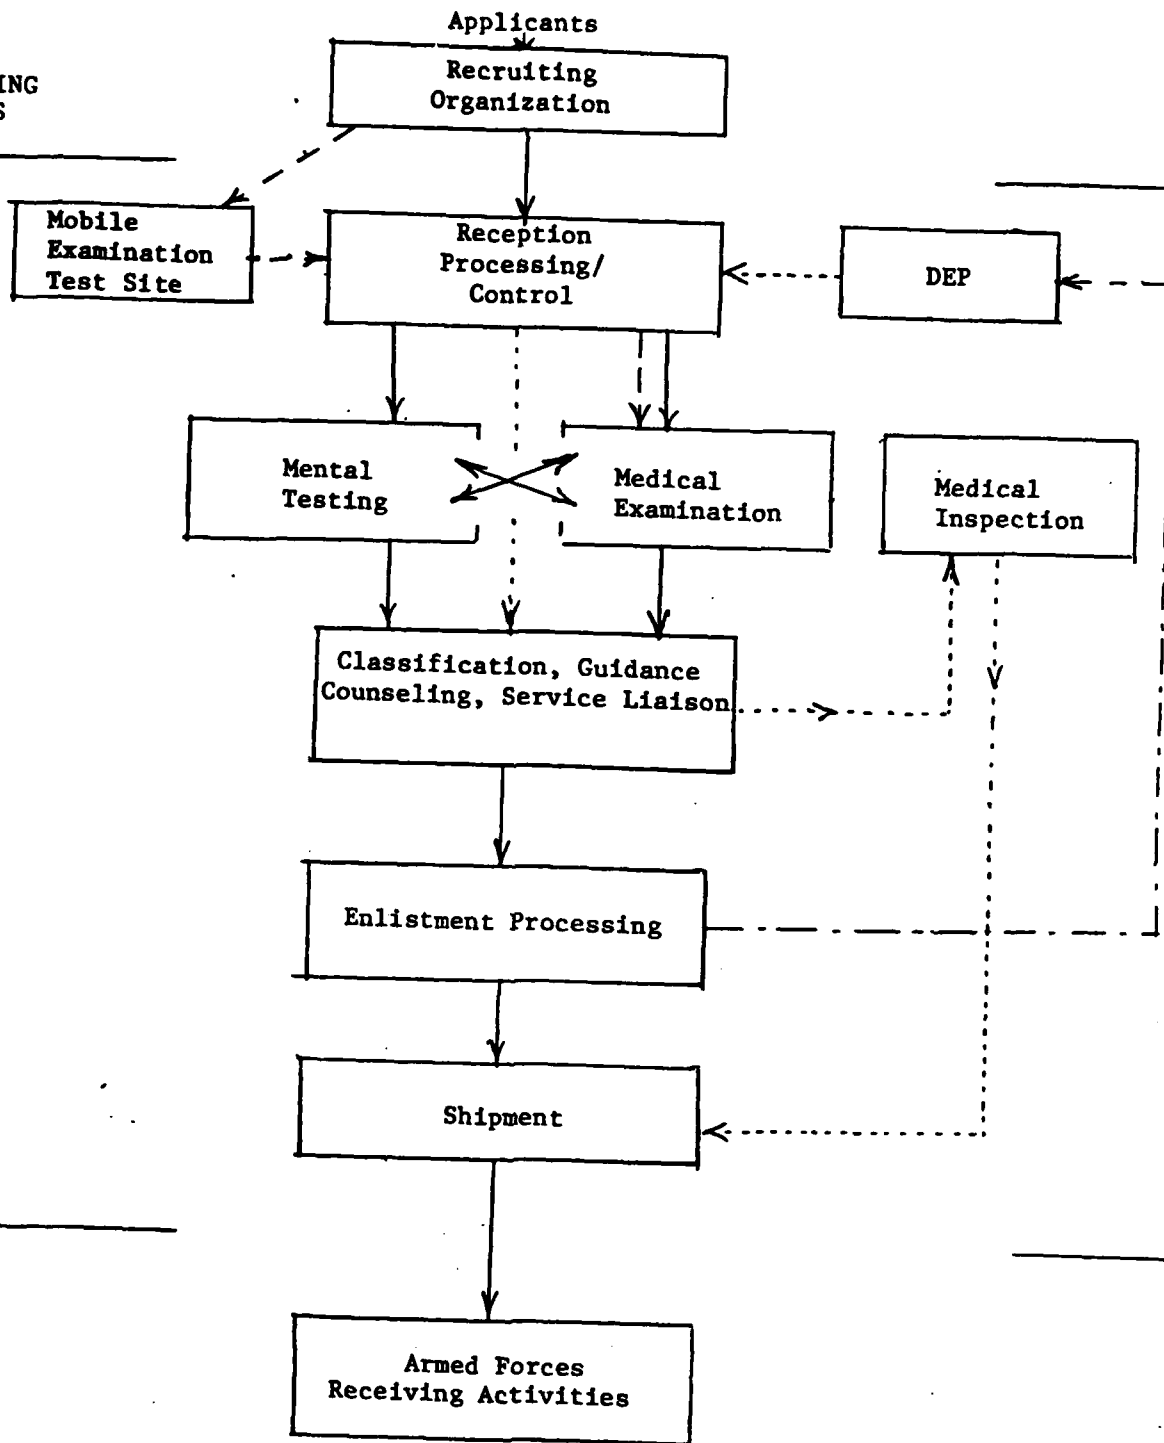 Applicants
Recruiting
Organization
Mobile
Examination
Test Site
Reception
Processing/
Control
DEP
Mental
Testing
Medical
Examination
Medical
Inspection
Classification, Guidance
Counseling, Service Liaison
Enlistment Processing
Shipment
Armed Forces
Receiving Activities